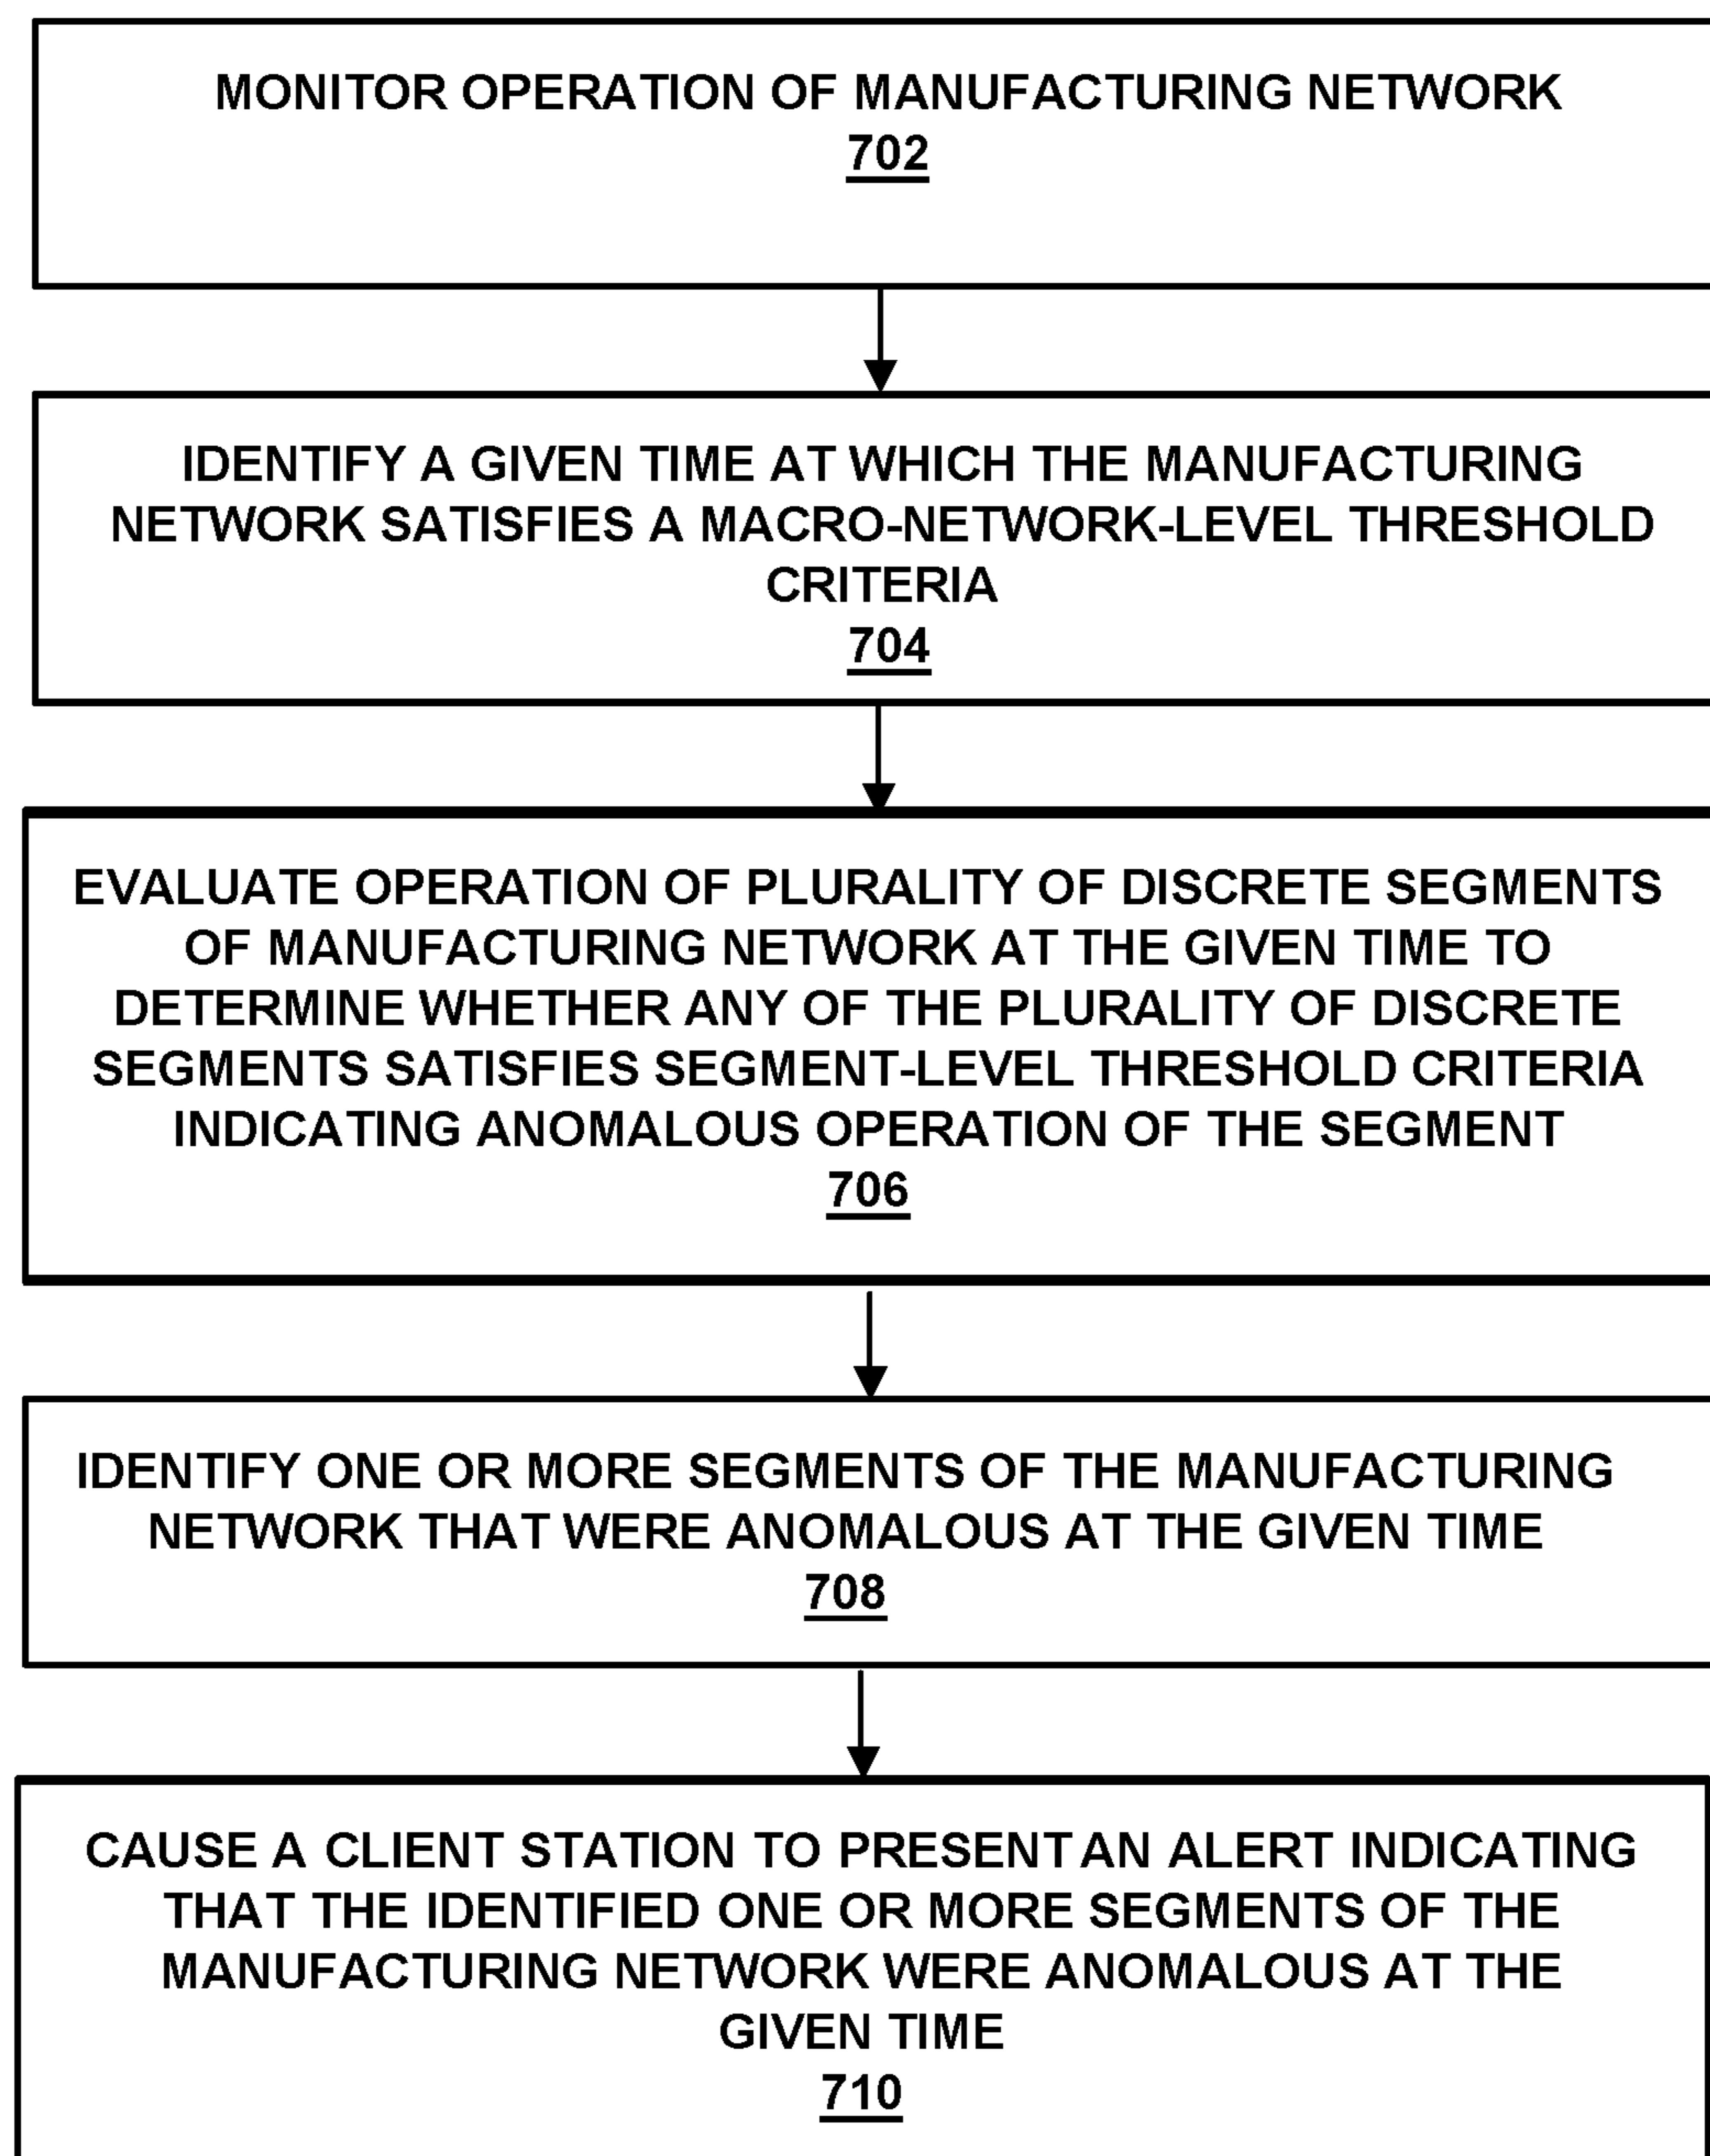 MONITOR OPERATION OF MANUFACTURING NETWORK
702
IDENTIFY A GIVEN TIME AT WHICH THE MANUFACTURING
NETWORK SATISFIES A MACRO-NETWORK-LEVEL THRESHOLD
CRITERIA
704
EVALUATE OPERATION OF PLURALITY OF DISCRETE SEGMENTS
OF MANUFACTURING NETWORK AT THE GIVEN TIME TO
DETERMINE WHETHER ANY OF THE PLURALITY OF DISCRETE
SEGMENTS SATISFIES SEGMENT-LEVEL THRESHOLD CRITERIA
INDICATING ANOMALOUS OPERATION OF THE SEGMENT
706
IDENTIFY ONE OR MORE SEGMENTS OF THE MANUFACTURING
NETWORK THAT WERE ANOMALOUS AT THE GIVEN TIME
708
CAUSE A CLIENT STATION TO PRESENT AN ALERT INDICATING
THAT THE IDENTIFIED ONE OR MORE SEGMENTS OF THE
MANUFACTURING NETWORK WERE ANOMALOUS AT THE
GIVEN TIME
710